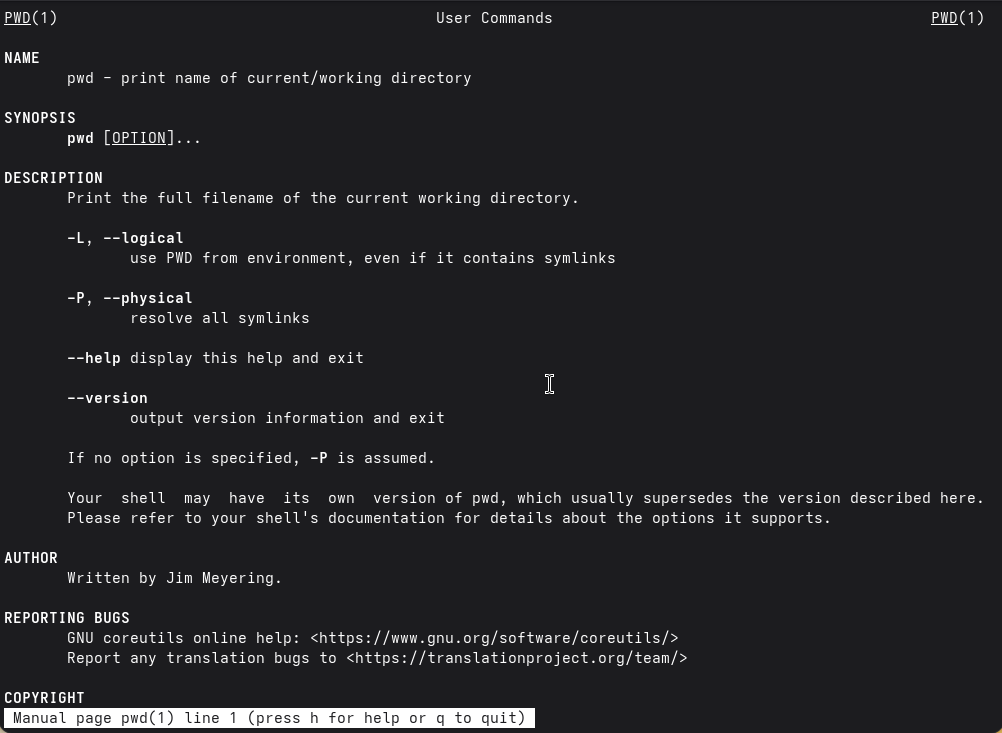 PWD(1) User Commands PWD(1)
NAME
pwd - print name of current/working directory
SYNOPSIS
pwd [OPTION]...
DESCRIPTION
Print the full filename of the current working directory.
-L, --logical
use PWD from environment, even if it contains symlinks
-P, --physical
resolve all symlinks
--help display this help and exit
--version
output version information and exit
If no option is specified, -P is assumed.
Your shell may have its own version of pwd, which usually supersedes the version described here.
Please refer to your shell's documentation for details about the options it supports.
AUTHOR
Written by Jim Meyering.
REPORTING BUGS
GNU coreutils online help: <https://www.gnu.org/software/coreutils/>
Report any translation bugs to <https://translationproject.org/team/>
COPYRIGHT
Manual page pwd(1) line 1 (press h for help or q to quit)